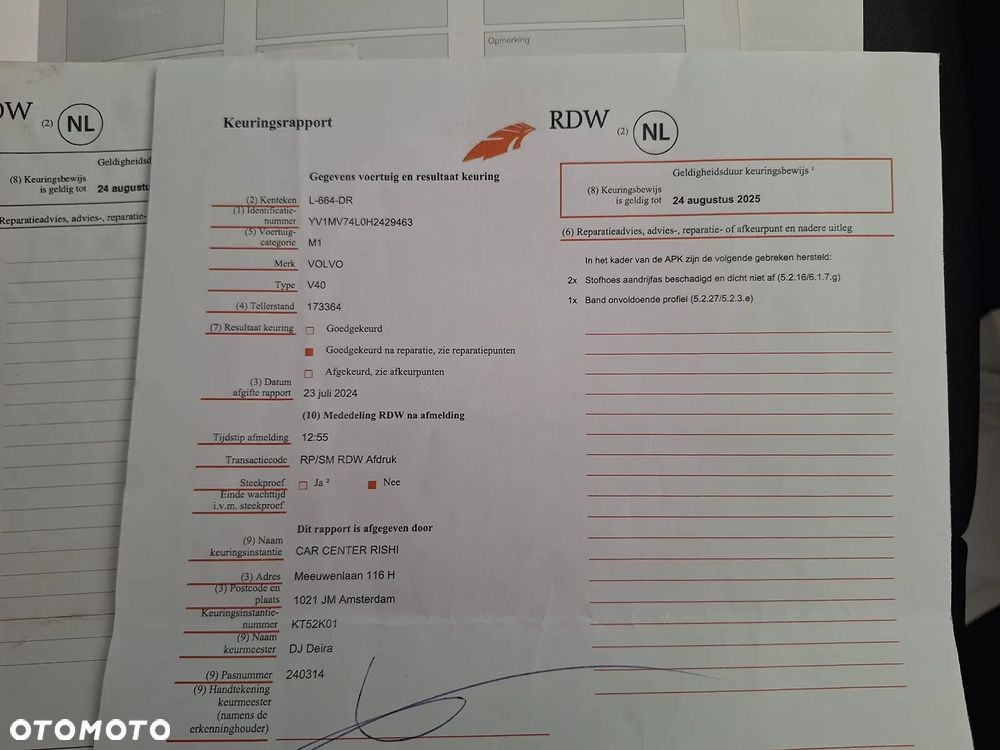 STEMPEL
Opmerking
DW (2) NL
Geldigheidsd
(8) Keuringsbewijs
is geldig tot 24 augustu
Reparatieadvies, advies-, reparatie-
Keuringsrapport
RDW (2) NL
Gegevens voertuig en resultaat keuring
(2) Kenteken L-664-DR
(1) Identificatie-
nummer YV1MV74L0H2429463
(5) Voertuig-
categorie M1
Merk VOLVO
Type V40
(4) Tellerstand 173364
(7) Resultaat keuring Goedgekeurd
Goedgekeurd na reparatie, zie reparatiepunten
Afgekeurd, zie afkeurpunten
(3) Datum
afgifte rapport 23 juli 2024
(10) Mededeling RDW na afmelding
Tijdstip afmelding 12:55
Transactiecode RP/SM RDW Afdruk
Steekproef Ja ² Nee
Einde wachttijd
i.v.m. steekproef
Dit rapport is afgegeven door
(9) Naam
keuringsinstantie CAR CENTER RISHI
(3) Adres Meeuwenlaan 116 H
(3) Postcode en
plaats 1021 JM Amsterdam
Keuringsinstantie-
nummer KT52K01
(9) Naam
keurmeester DJ Deira
(9) Pasnummer 240314
(9) Handtekening
keurmeester
(namens de
erkenninghouder)
Geldigheidsduur keuringsbewijs ¹
(8) Keuringsbewijs
is geldig tot 24 augustus 2025
(6) Reparatieadvies, advies-, reparatie- of afkeurpunt en nadere uitleg
In het kader van de APK zijn de volgende gebreken hersteld:
2x Stofhoes aandrijfas beschadigd en dicht niet af (5.2.16/6.1.7.g)
1x Band onvoldoende profiel (5.2.27/5.2.3.e)
OTOMOTO